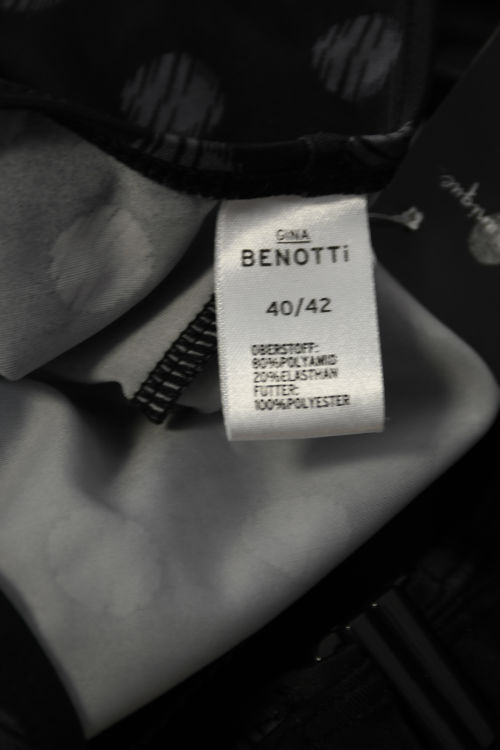 GINA
BENOTTi
40/42
OBERSTOFF:
80%POLYAMID
20%ELASTHAN
FUTTER:
100%POLYESTER